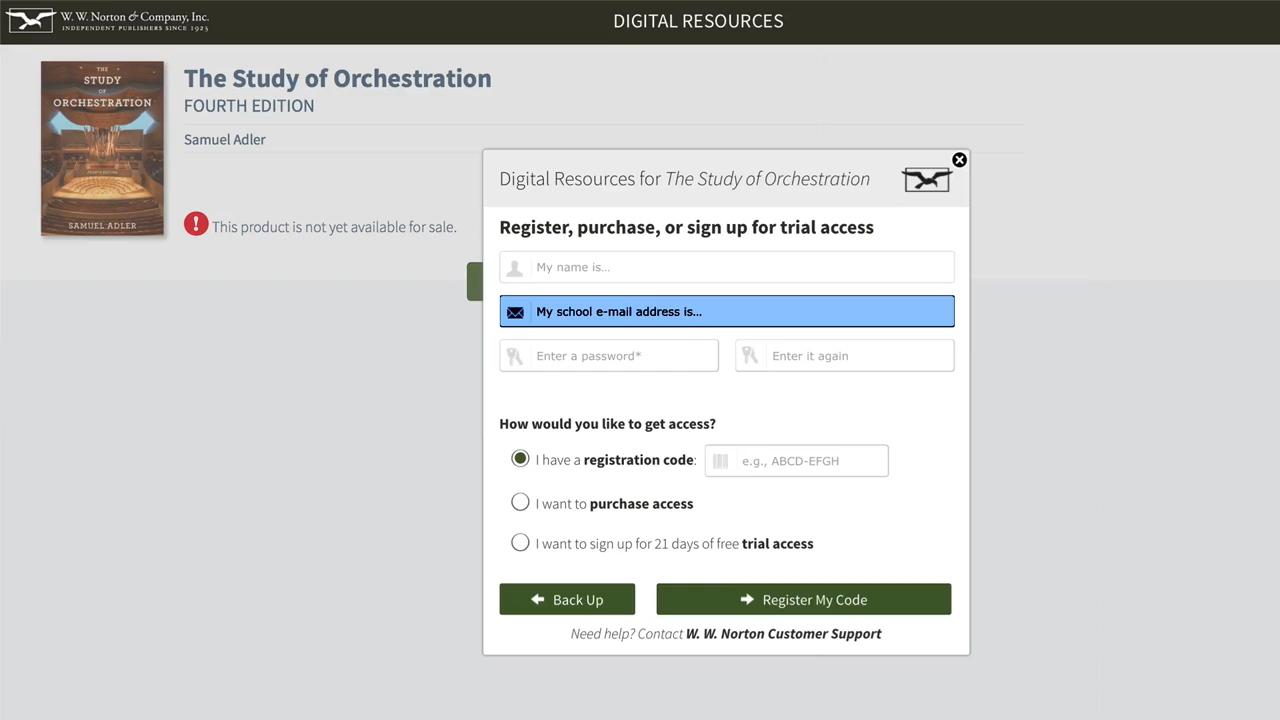 W. W. Norton & Company, Inc.
INDEPENDENT PUBLISHERS SINCE 1923
DIGITAL RESOURCES
THE
STUDY
OF
ORCHESTRATION
FOURTH EDITION
SAMUEL ADLER
The Study of Orchestration
FOURTH EDITION
Samuel Adler
! This product is not yet available for sale.
Digital Resources for The Study of Orchestration
Register, purchase, or sign up for trial access
My name is...
My school e-mail address is...
Enter a password* Enter it again
How would you like to get access?
I have a registration code: e.g., ABCD-EFGH
I want to purchase access
I want to sign up for 21 days of free trial access
Back Up Register My Code
Need help? Contact W. W. Norton Customer Support